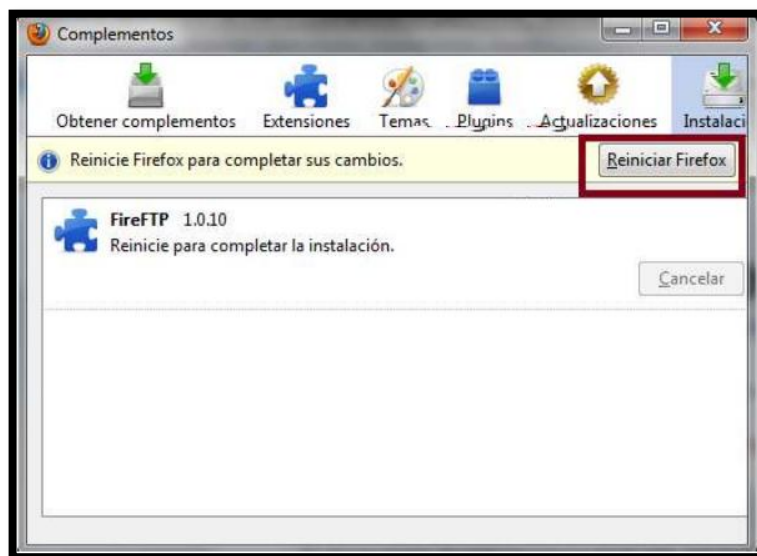 Complementos
Obtener complementos Extensiones Temas Plugins Actualizaciones Instalaci
Reinicie Firefox para completar sus cambios. Reiniciar Firefox
FireFTP 1.0.10
Reinicie para completar la instalación.
Cancelar